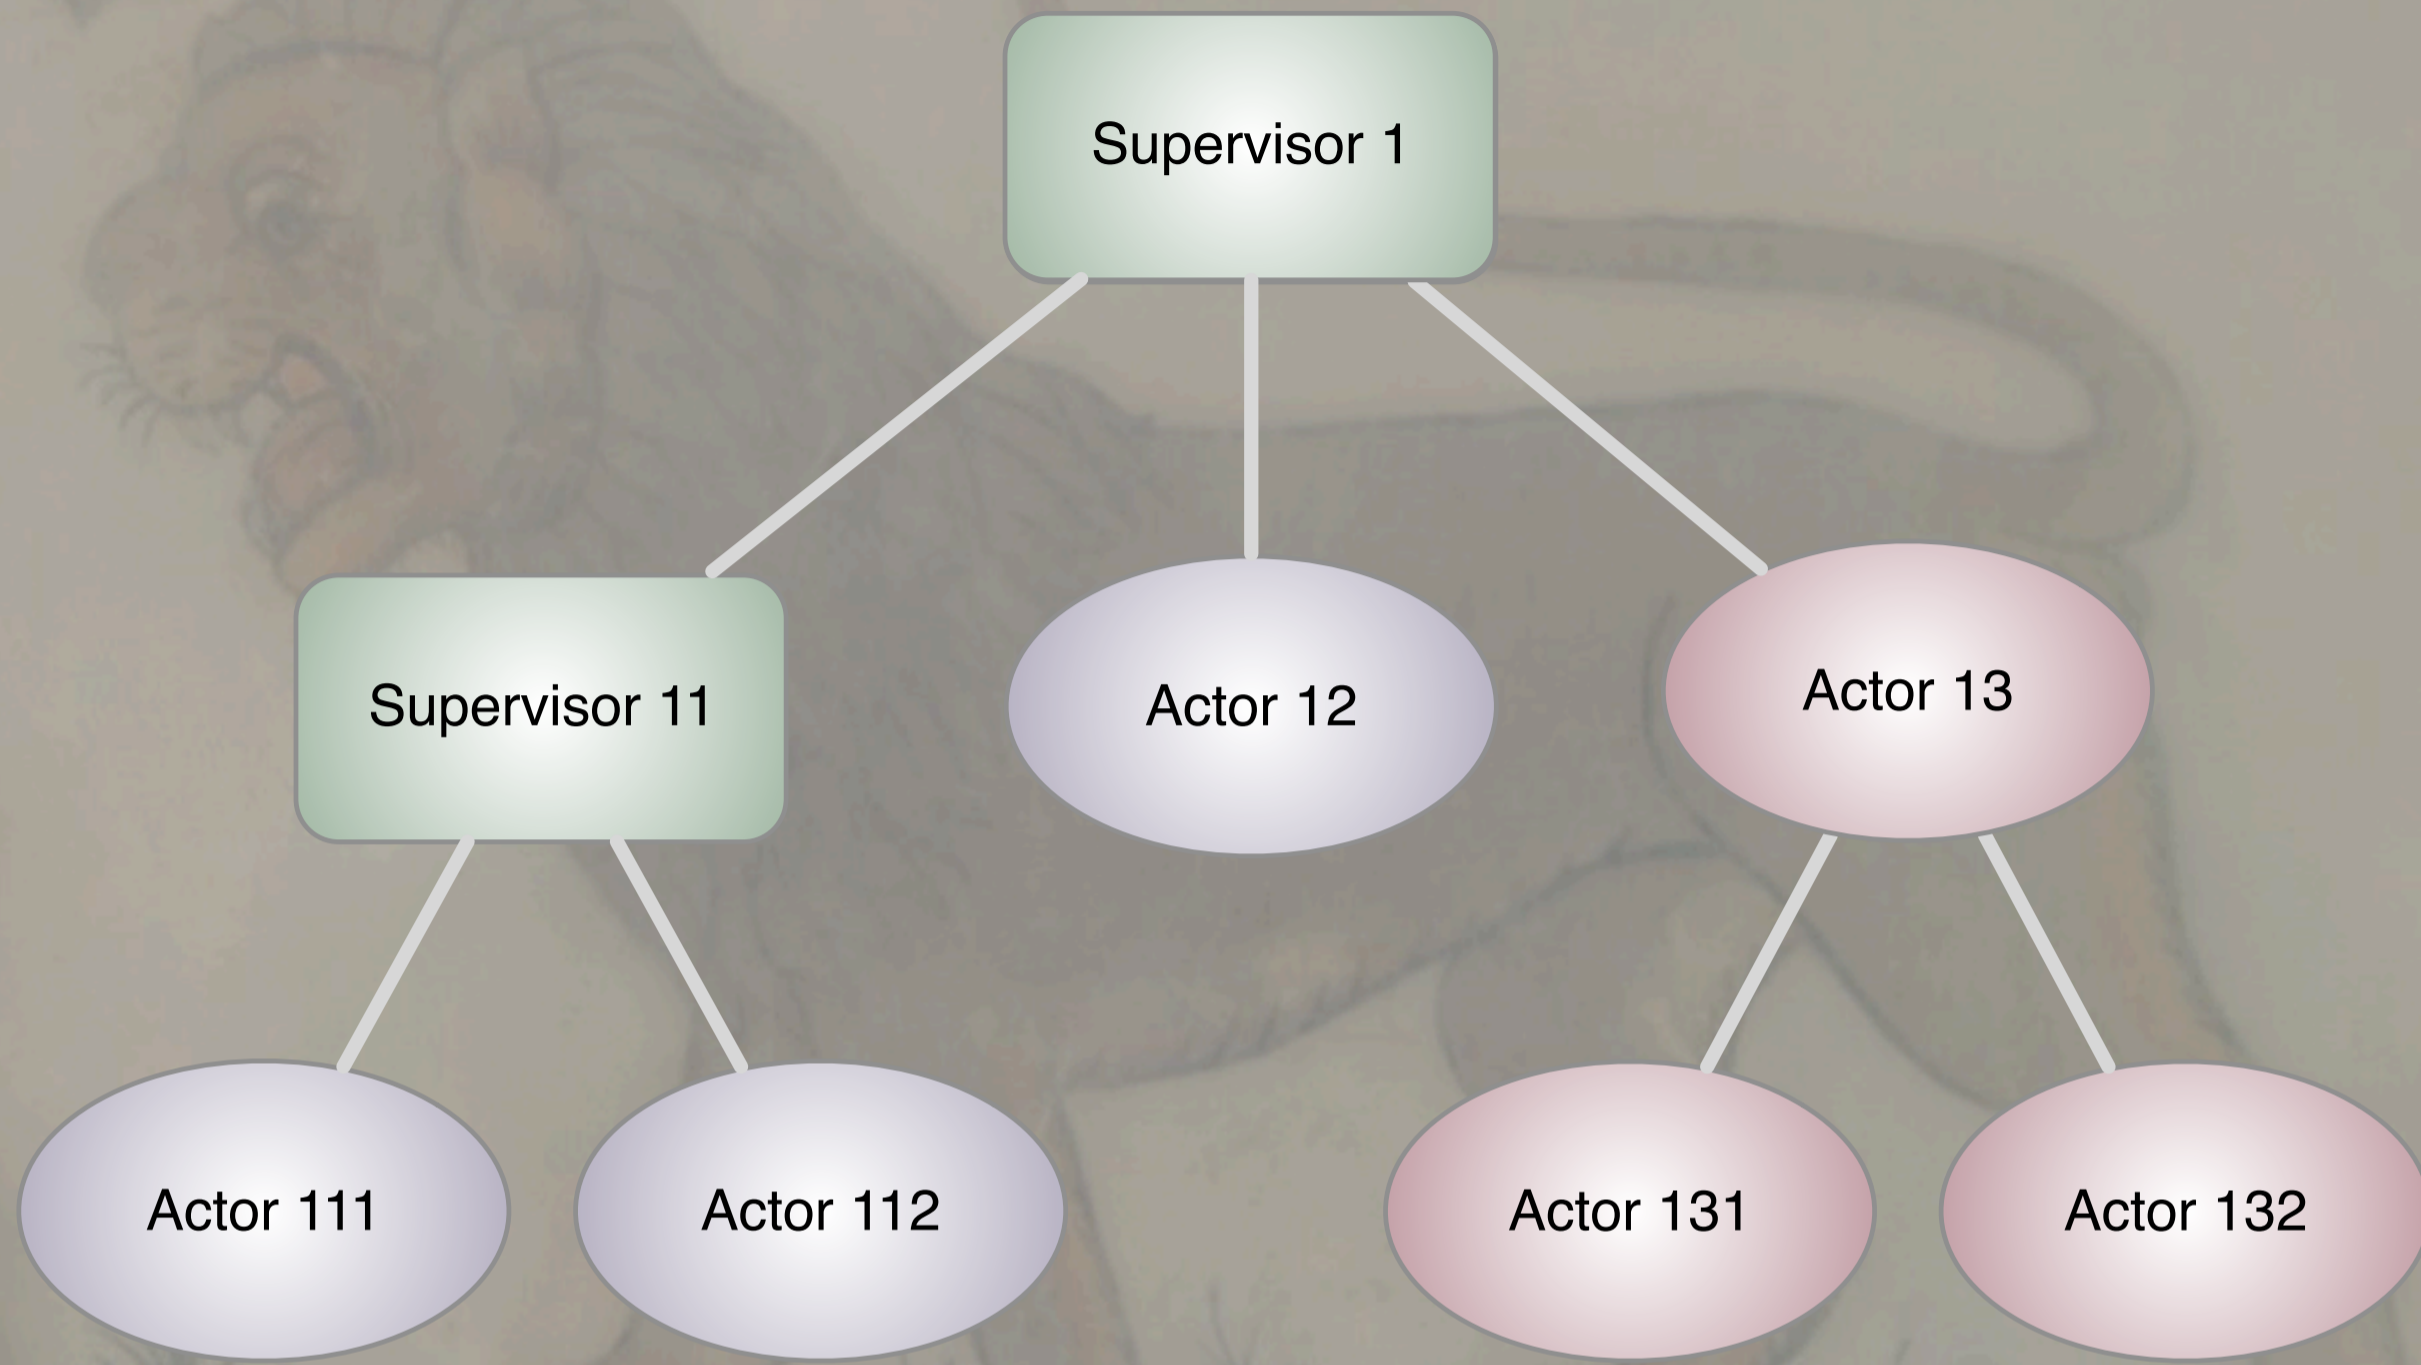 Supervisor 1
Supervisor 11
Actor 12
Actor 13
Actor 111
Actor 112
Actor 131
Actor 132